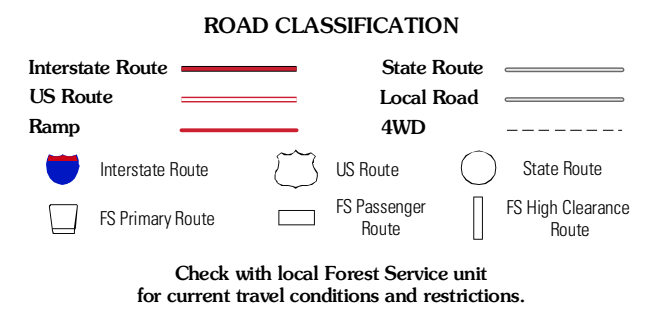 ROAD CLASSIFICATION
Interstate Route
State Route
US Route
Local Road
Ramp
4WD
Interstate Route
US Route
State Route
FS Primary Route
FS Passenger
Route
FS High Clearance
Route
Check with local Forest Service unit
for current travel conditions and restrictions.